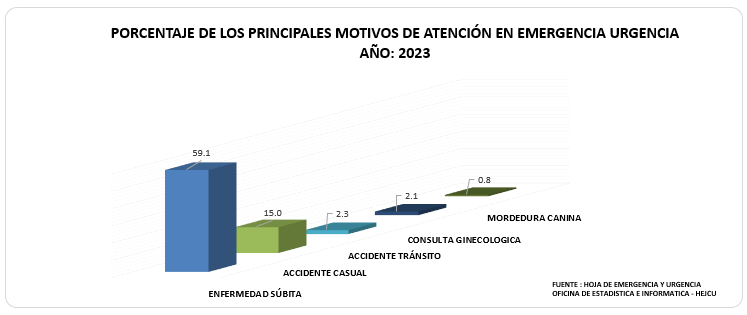 PORCENTAJE DE LOS PRINCIPALES MOTIVOS DE ATENCIÓN EN EMERGENCIA URGENCIA
AÑO: 2023
59.1
15.0
2.3
2.1
0.8
MORDEDURA CANINA
CONSULTA GINECOLOGICA
ACCIDENTE TRÁNSITO
ACCIDENTE CASUAL
ENFERMEDAD SÚBITA
FUENTE : HOJA DE EMERGENCIA Y URGENCIA
OFICINA DE ESTADISTICA E INFORMATICA - HEJCU